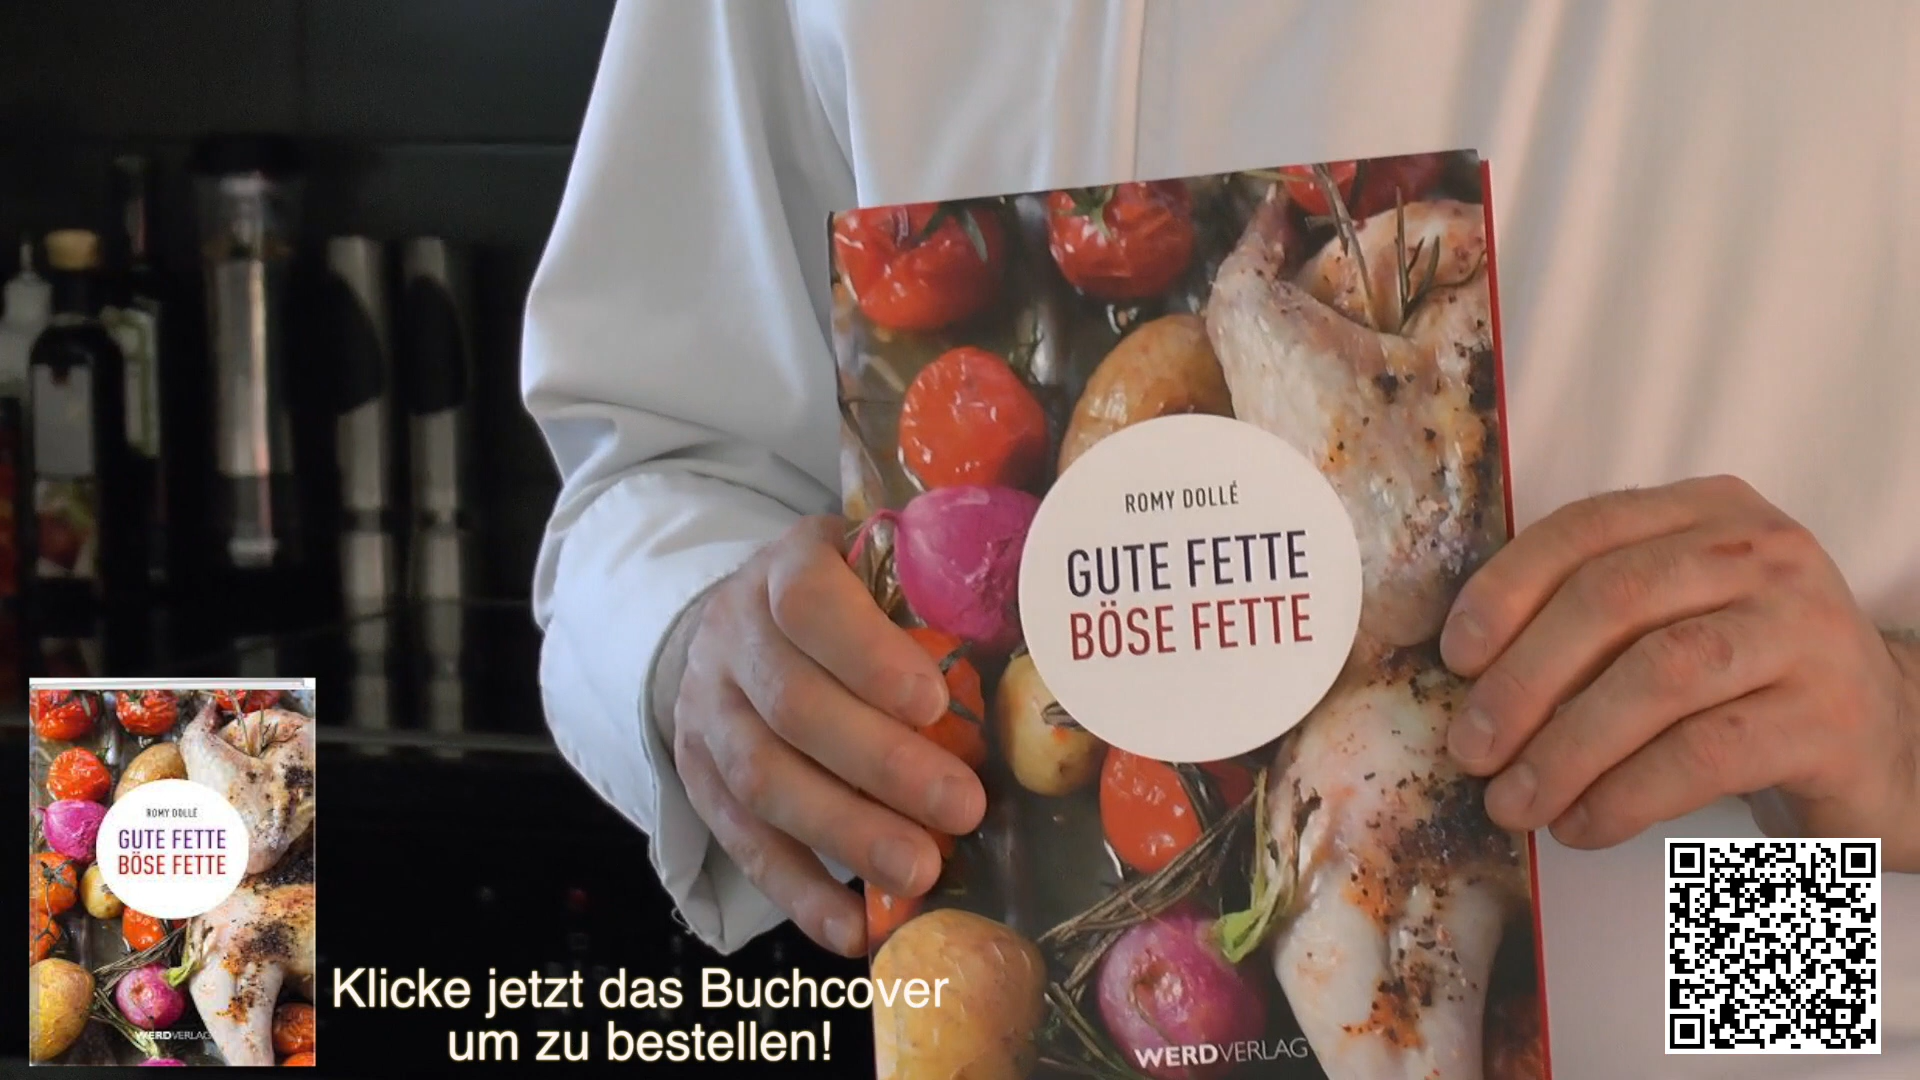 ROMY DOLLÉ
GUTE FETTE
BÖSE FETTE
WERDVERLAG
ROMY DOLLÉ
GUTE FETTE
BÖSE FETTE
WERDVERLAG
Klicke jetzt das Buchcover
um zu bestellen!